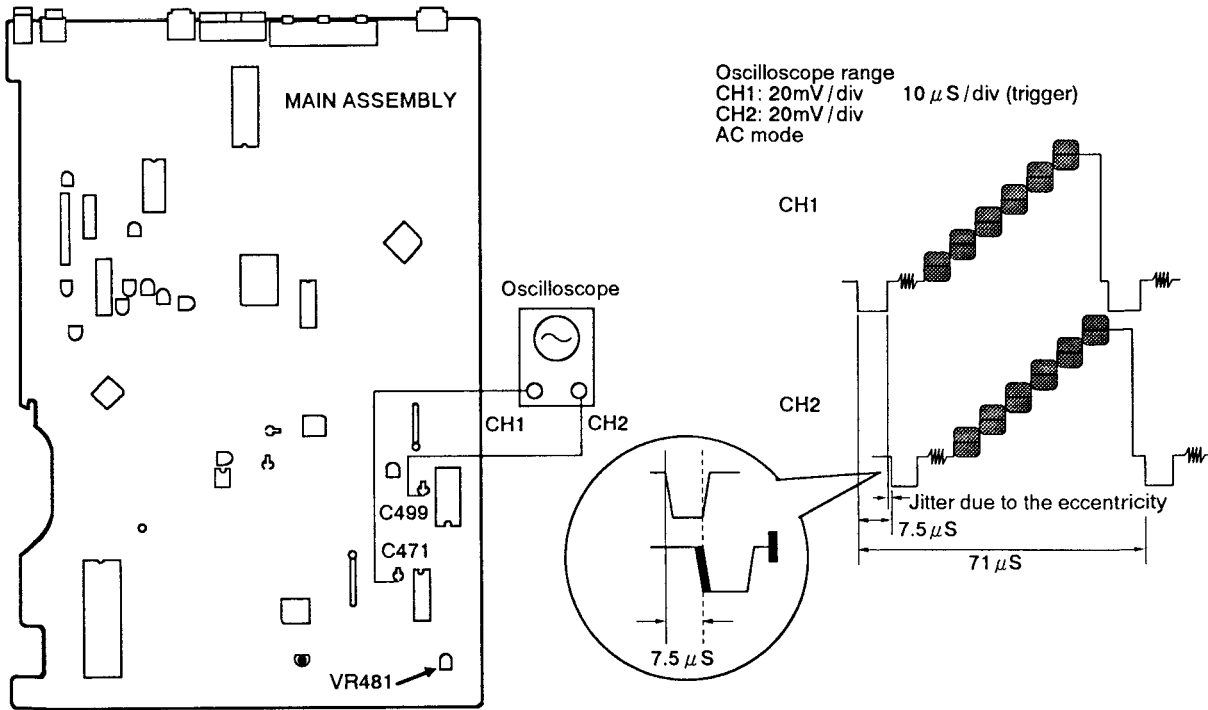 MAIN ASSEMBLY
Oscilloscope range
CH1: 20mV/div 10 μS/div (trigger)
CH2: 20mV/div
AC mode
CH1
Oscilloscope
CH1
CH2
CH2
C499
C471
VR481
Jitter due to the eccentricity
7.5 μS
71 μS
7.5 μS